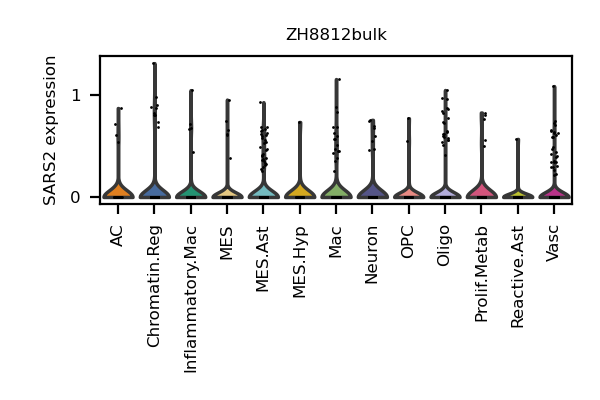 ZH8812bulk
SARS2 expression
1
0
AC
Chromatin.Reg
Inflammatory.Mac
MES
MES.Ast
MES.Hyp
Mac
Neuron
OPC
Oligo
Prolif.Metab
Reactive.Ast
Vasc